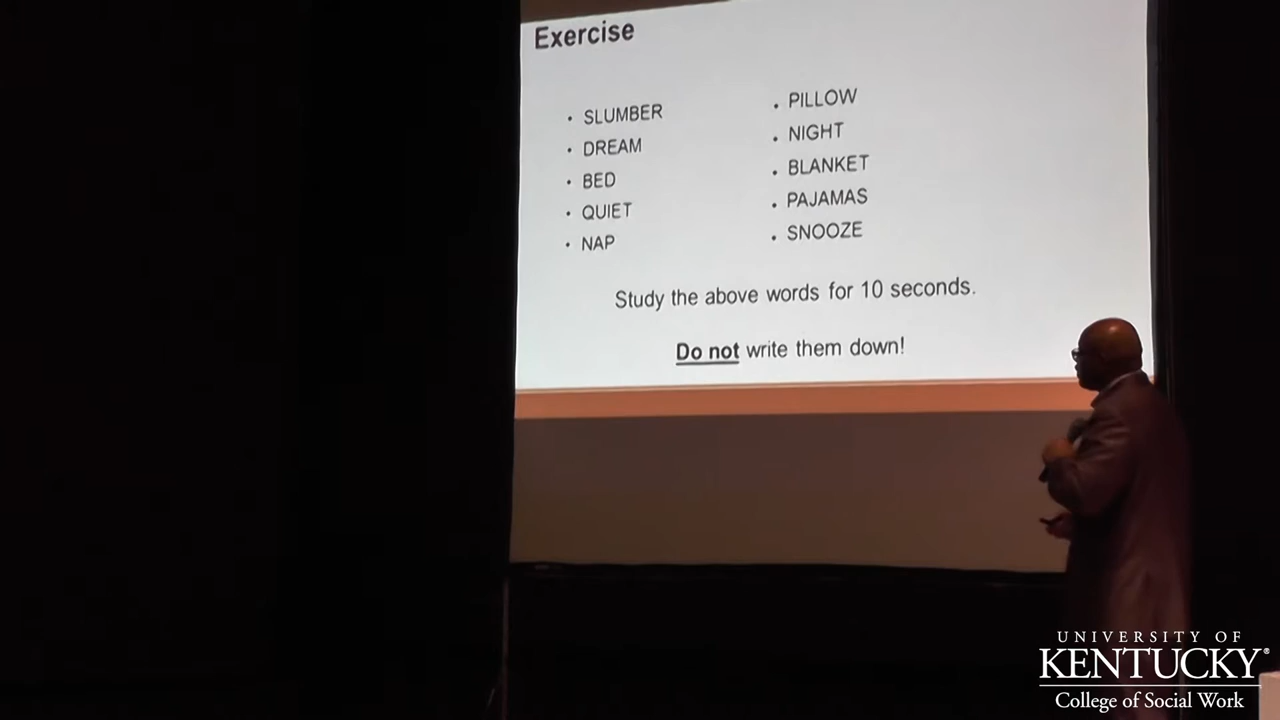 Exercise
• SLUMBER
• DREAM
• BED
• QUIET
• NAP
• PILLOW
• NIGHT
• BLANKET
• PAJAMAS
• SNOOZE
Study the above words for 10 seconds.
Do not write them down!
UNIVERSITY OF
KENTUCKY®
College of Social Work